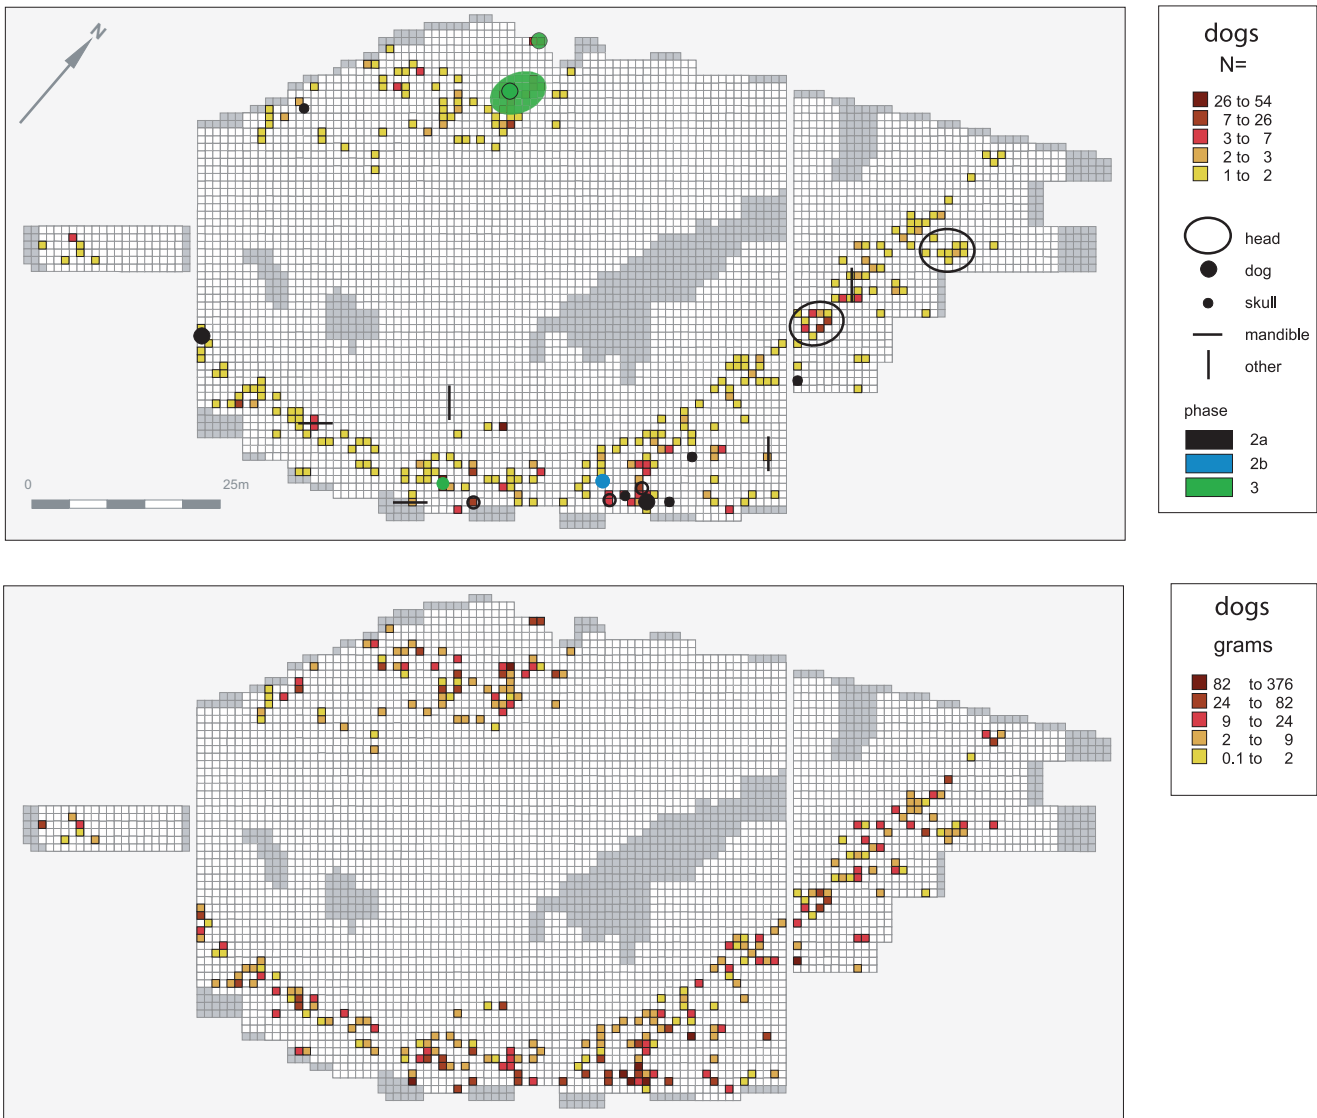 N
0 25m
dogs
N=
26 to 54
7 to 26
3 to 7
2 to 3
1 to 2
head
dog
skull
mandible
other
phase
2a
2b
3
dogs
grams
82 to 376
24 to 82
9 to 24
2 to 9
0.1 to 2